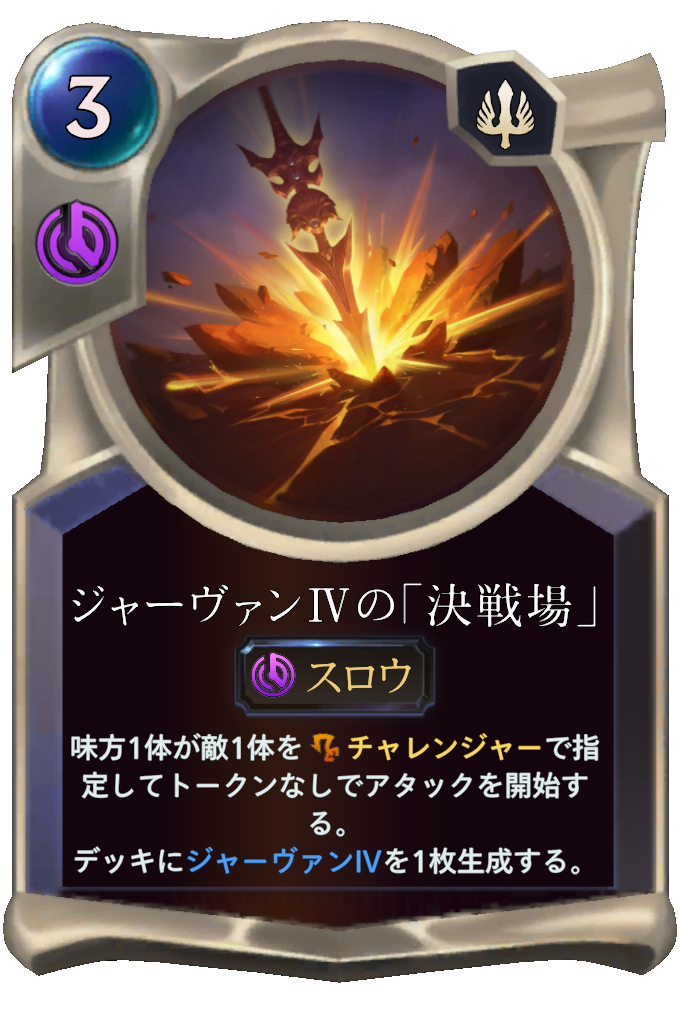 3
ジャーヴァンⅣの「決戦場」
スロウ
味方1体が敵1体を チャレンジャーで指
定してトークンなしでアタックを開始す
る。
デッキにジャーヴァンⅣを1枚生成する。